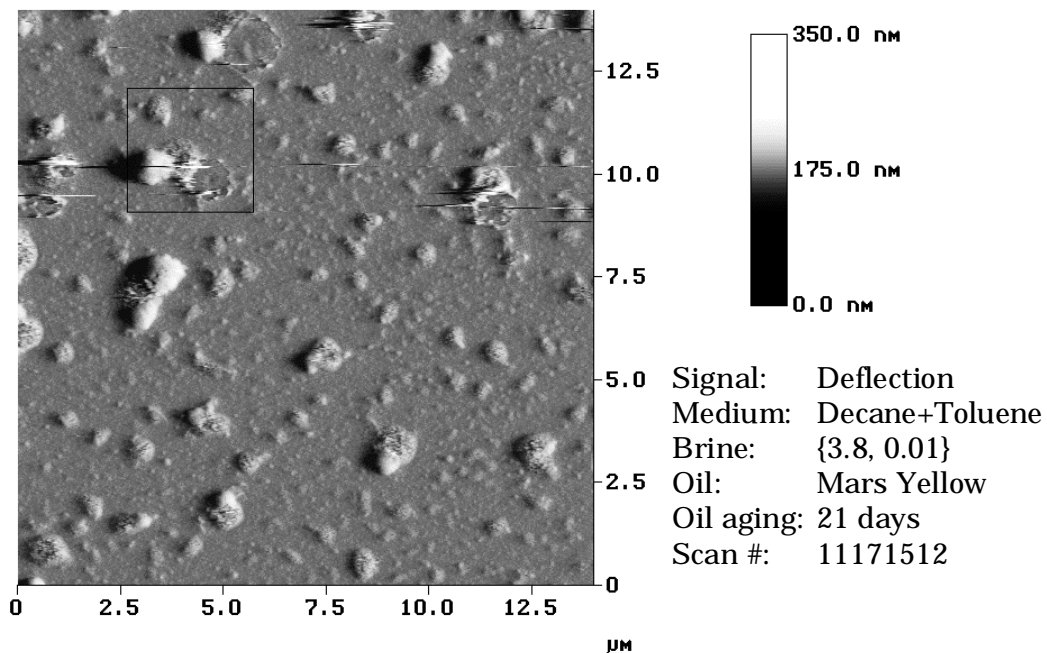 350.0 nM
12.5
175.0 nM
10.0
7.5
0.0 nM
5.0
Signal: Deflection
Medium: Decane+Toluene
Brine: {3.8, 0.01}
Oil: Mars Yellow
Oil aging: 21 days
Scan #: 11171512
2.5
0
0 2.5 5.0 7.5 10.0 12.5
µM